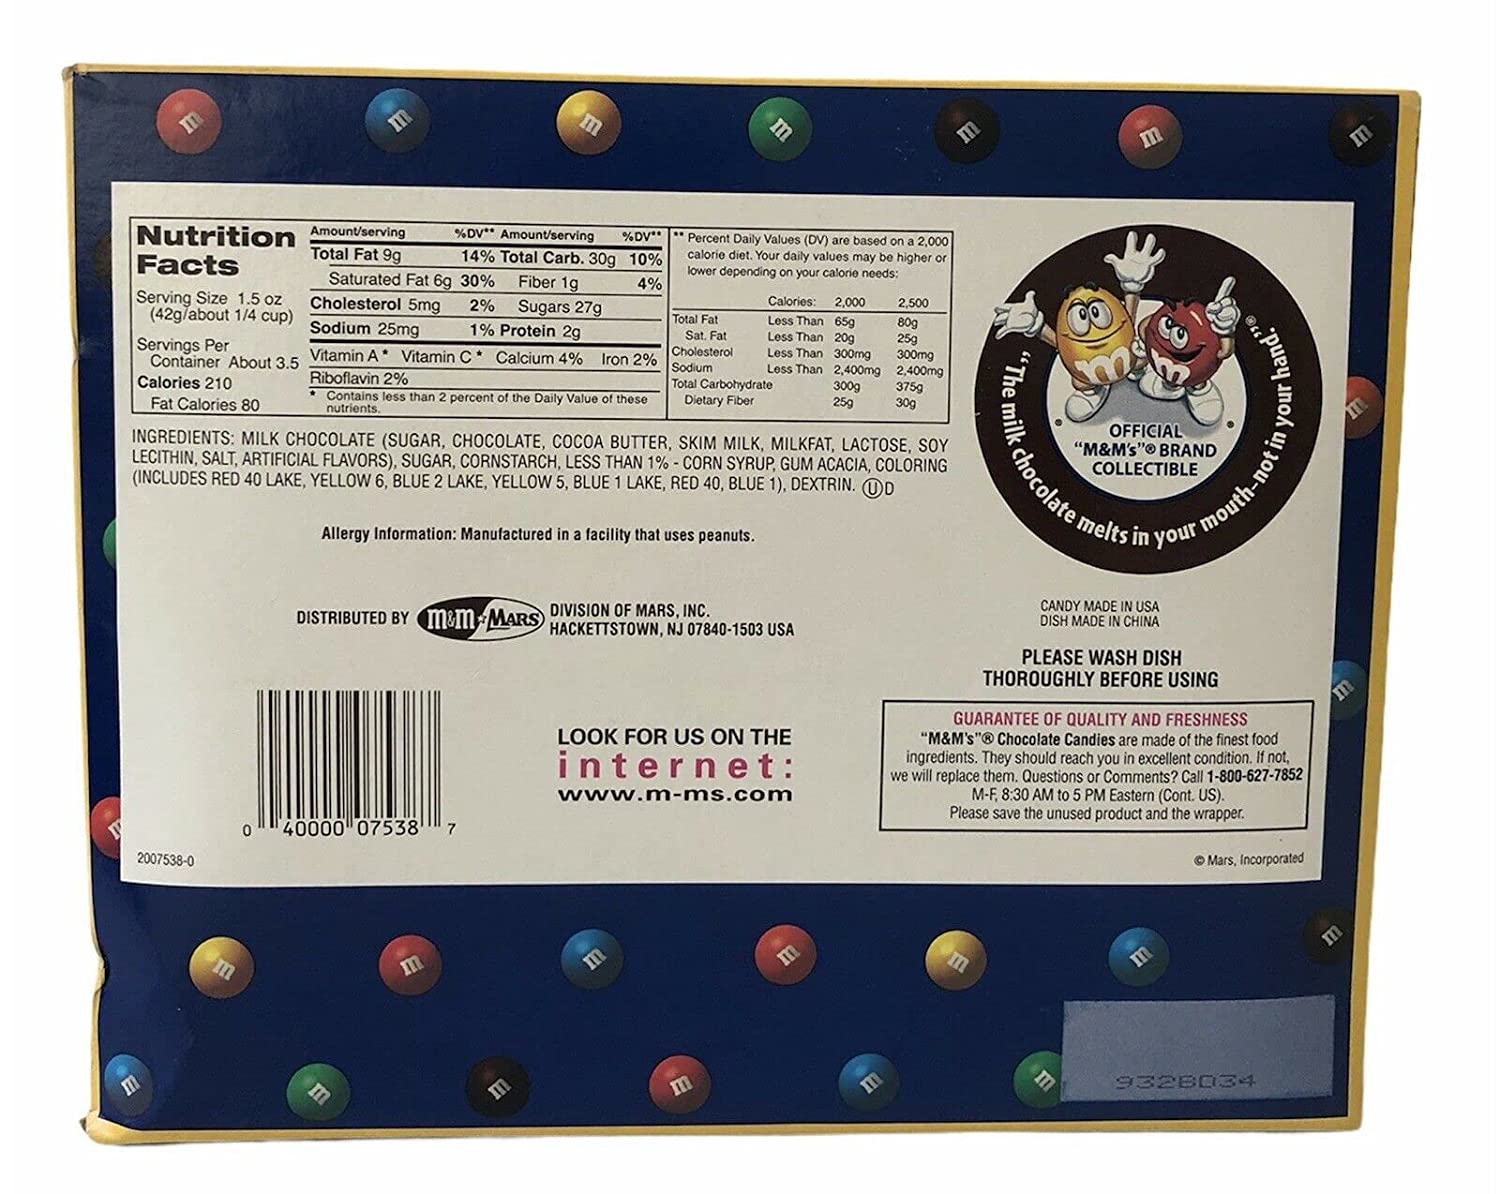 Nutrition
Facts
Serving Size 1.5 oz
(42g/about 1/4 cup)
Servings Per
Container About 3.5
Calories 210
Fat Calories 80
Amount/serving %DV** Amount/serving %DV**
Total Fat 9g 14% Total Carb. 30g 10%
Saturated Fat 6g 30% Fiber 1g 4%
Cholesterol 5mg 2% Sugars 27g
Sodium 25mg 1% Protein 2g
Vitamin A* Vitamin C* Calcium 4% Iron 2%
Riboflavin 2%
* Contains less than 2 percent of the Daily Value of these
nutrients.
** Percent Daily Values (DV) are based on a 2,000
calorie diet. Your daily values may be higher or
lower depending on your calorie needs:
Calories: 2,000 2,500
Total Fat Less Than 65g 80g
Sat. Fat Less Than 20g 25g
Cholesterol Less Than 300mg 300mg
Sodium Less Than 2,400mg 2,400mg
Total Carbohydrate 300g 375g
Dietary Fiber 25g 30g
INGREDIENTS: MILK CHOCOLATE (SUGAR, CHOCOLATE, COCOA BUTTER, SKIM MILK, MILKFAT, LACTOSE, SOY
LECITHIN, SALT, ARTIFICIAL FLAVORS), SUGAR, CORNSTARCH, LESS THAN 1% - CORN SYRUP, GUM ACACIA, COLORING
(INCLUDES RED 40 LAKE, YELLOW 6, BLUE 2 LAKE, YELLOW 5, BLUE 1 LAKE, RED 40, BLUE 1), DEXTRIN. ⓊD
Allergy Information: Manufactured in a facility that uses peanuts.
DISTRIBUTED BY m&m★MARS DIVISION OF MARS, INC.
HACKETTSTOWN, NJ 07840-1503 USA
0 40000 07538 7
2007538-0
LOOK FOR US ON THE
internet:
www.m-ms.com
"The milk chocolate melts in your mouth-not in your hand."®
OFFICIAL
"M&M's"® BRAND
COLLECTIBLE
CANDY MADE IN USA
DISH MADE IN CHINA
PLEASE WASH DISH
THOROUGHLY BEFORE USING
GUARANTEE OF QUALITY AND FRESHNESS
"M&M's"® Chocolate Candies are made of the finest food
ingredients. They should reach you in excellent condition. If not,
we will replace them. Questions or Comments? Call 1-800-627-7852
M-F, 8:30 AM to 5 PM Eastern (Cont. US).
Please save the unused product and the wrapper.
© Mars, Incorporated
932BD34